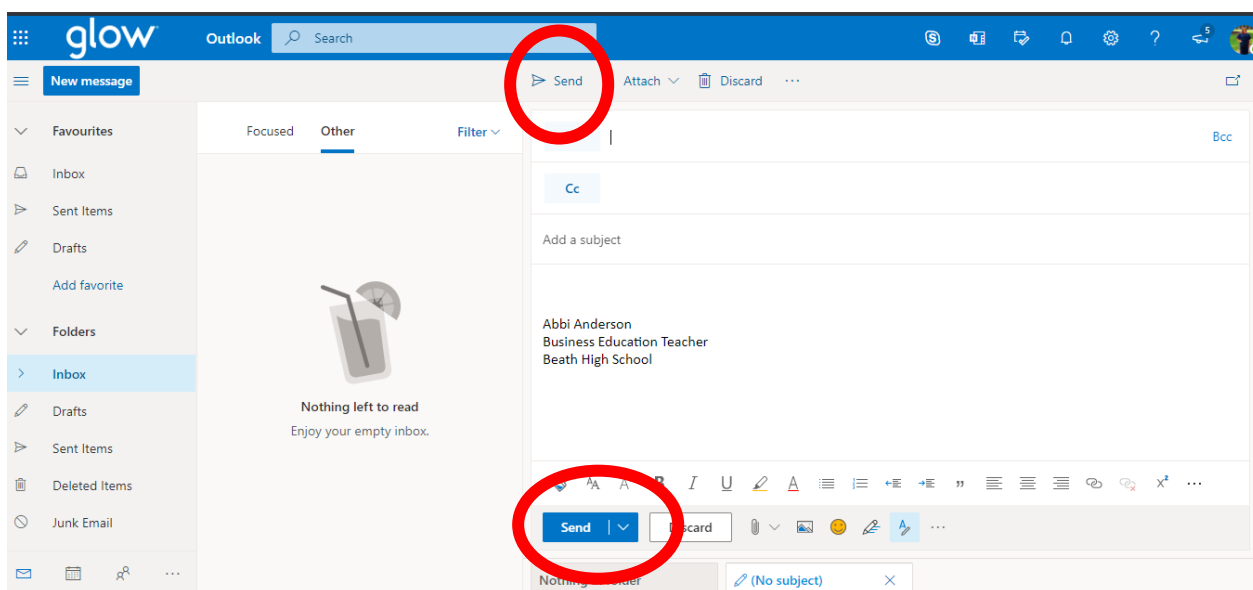 glow Outlook Search 5
New message Send Attach Discard ...
Favourites
Inbox
Sent Items
Drafts
Add favorite
Folders
Inbox
Drafts
Sent Items
Deleted Items
Junk Email
...
Focused Other Filter
Nothing left to read
Enjoy your empty inbox.
Bcc
Cc
Add a subject
Abbi Anderson
Business Education Teacher
Beath High School
Send
(No subject)